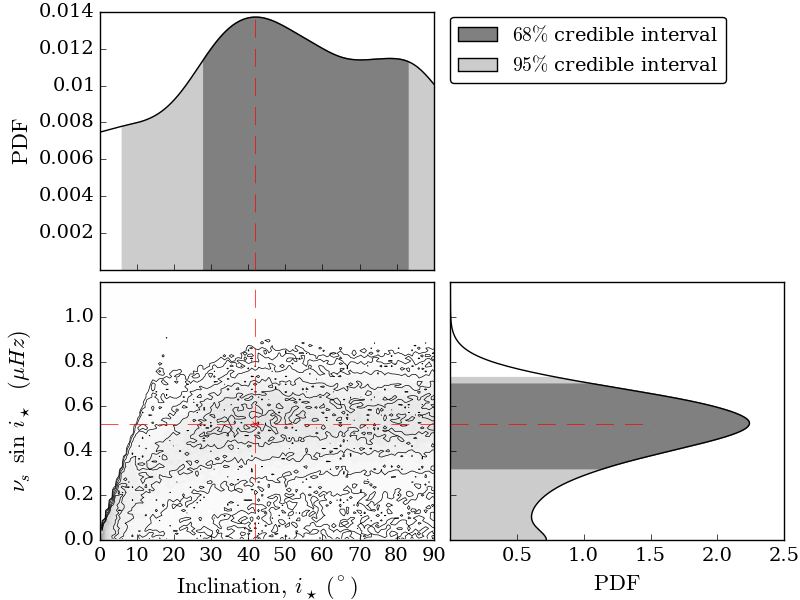 0.014
0.012
0.01
0.008
0.006
0.004
0.002
PDF
68% credible interval
95% credible interval
1.0
0.8
0.6
0.4
0.2
0.0
ν_s sin i_⋆ (μHz)
0 10 20 30 40 50 60 70 80 90
Inclination, i_⋆ (°)
0.5 1.0 1.5 2.0 2.5
PDF